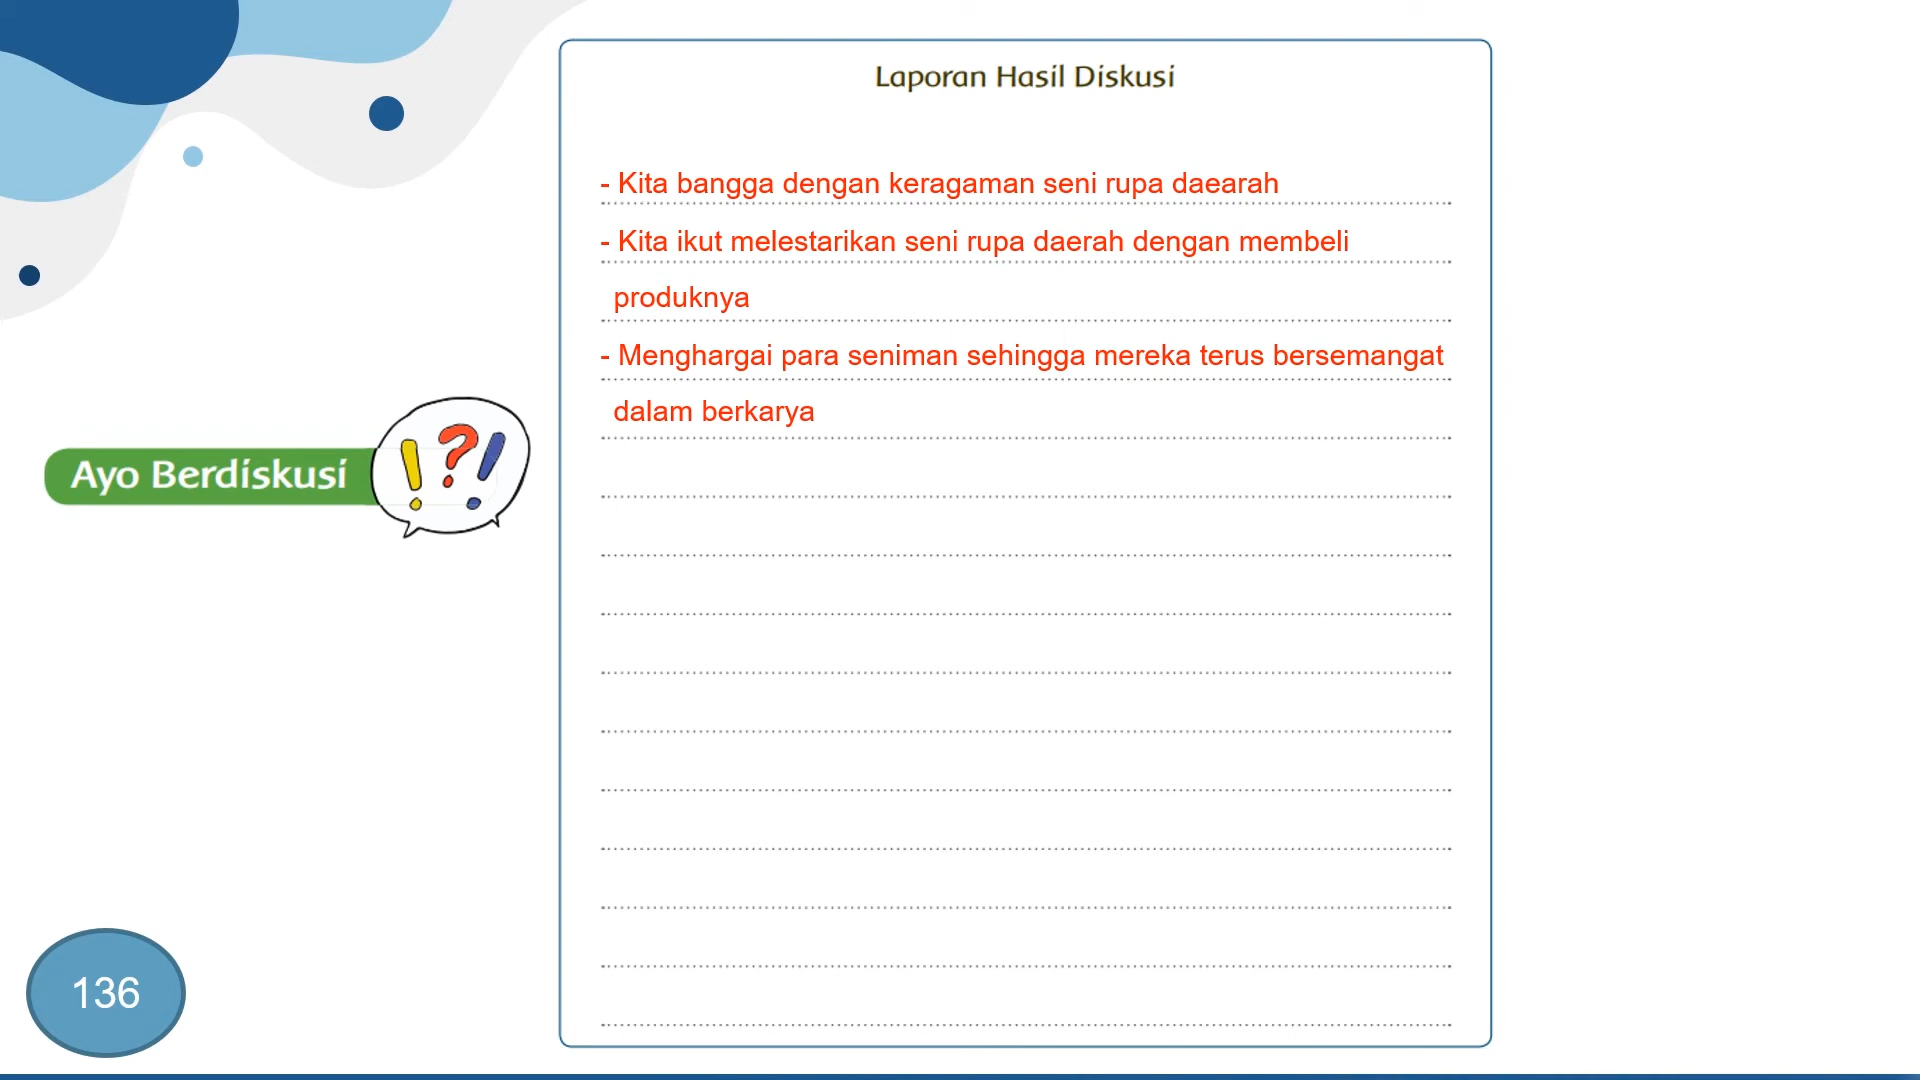 Laporan Hasil Diskusi
- Kita bangga dengan keragaman seni rupa daearah
- Kita ikut melestarikan seni rupa daerah dengan membeli
produknya
- Menghargai para seniman sehingga mereka terus bersemangat
dalam berkarya
Ayo Berdiskusi
!?!
136